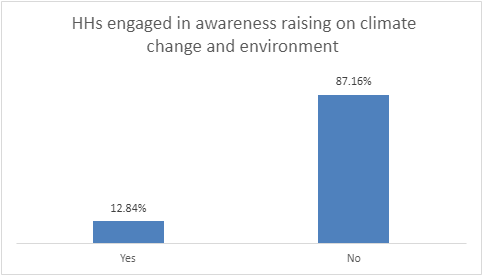 HHs engaged in awareness raising on climate
change and environment
87.16%
12.84%
Yes
No